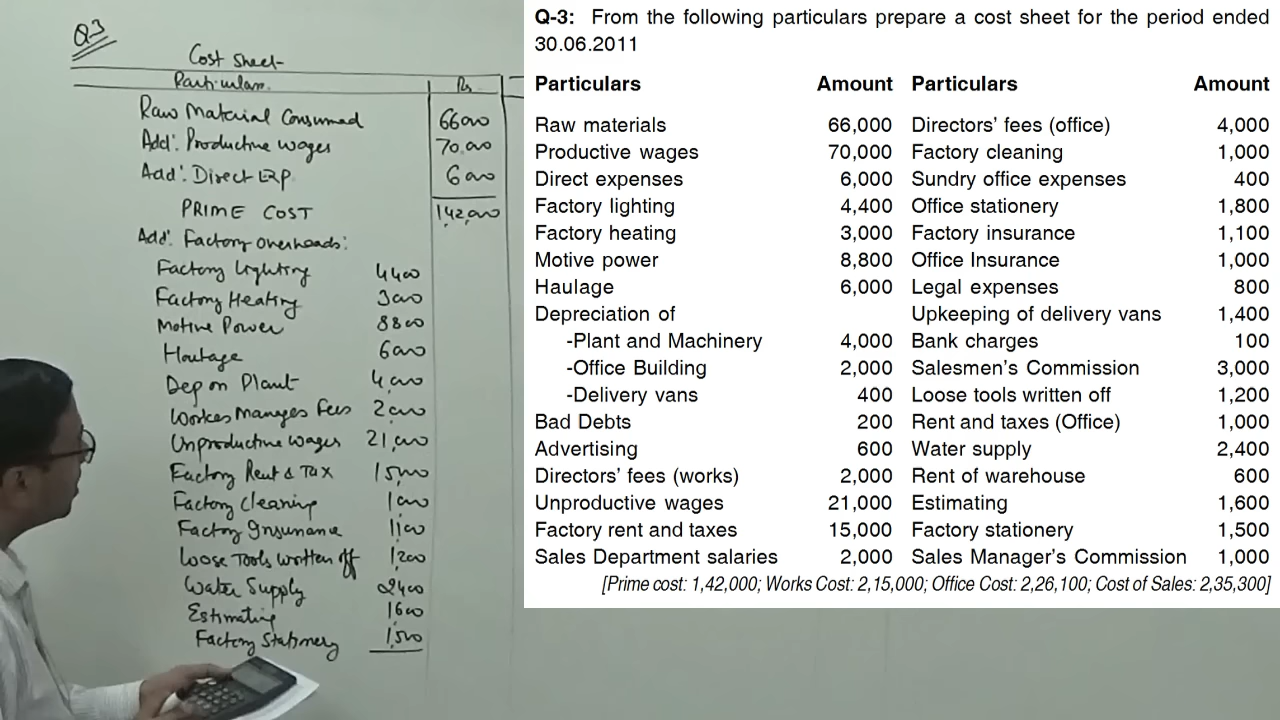 Q3
Cost Sheet
Particulars Rs
Raw Material Consumed 66000
Add: Productive Wages 70,000
Add: Direct Exp. 6000
PRIME COST 1,42,000
Add: Factory Overheads:
Factory Lighting 4400
Factory Heating 3000
Motive Power 8800
Haulage 6000
Dep on Plant 4,000
Workes Manages Fees 2000
Unproductive Wages 21,000
Factory Rent & Tax 15,000
Factory Cleaning 1000
Factory Insurance 1100
Loose Tools Written off 1,200
Water Supply 2400
Estimating 1600
Factory Stationery 1,500
Q-3: From the following particulars prepare a cost sheet for the period ended
30.06.2011
Particulars Amount Particulars Amount
Raw materials 66,000 Directors' fees (office) 4,000
Productive wages 70,000 Factory cleaning 1,000
Direct expenses 6,000 Sundry office expenses 400
Factory lighting 4,400 Office stationery 1,800
Factory heating 3,000 Factory insurance 1,100
Motive power 8,800 Office Insurance 1,000
Haulage 6,000 Legal expenses 800
Depreciation of Upkeeping of delivery vans 1,400
-Plant and Machinery 4,000 Bank charges 100
-Office Building 2,000 Salesmen's Commission 3,000
-Delivery vans 400 Loose tools written off 1,200
Bad Debts 200 Rent and taxes (Office) 1,000
Advertising 600 Water supply 2,400
Directors' fees (works) 2,000 Rent of warehouse 600
Unproductive wages 21,000 Estimating 1,600
Factory rent and taxes 15,000 Factory stationery 1,500
Sales Department salaries 2,000 Sales Manager's Commission 1,000
[Prime cost: 1,42,000; Works Cost: 2,15,000; Office Cost: 2,26,100; Cost of Sales: 2,35,300]